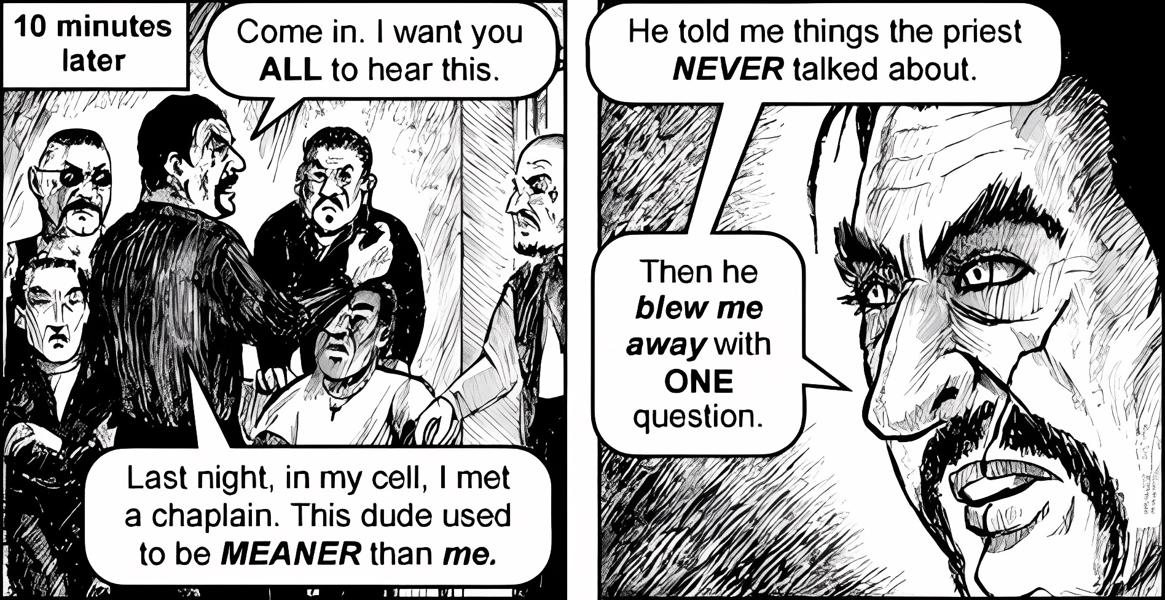 10 minutes
later
Come in. I want you
ALL to hear this.
Last night, in my cell, I met
a chaplain. This dude used
to be MEANER than me.
He told me things the priest
NEVER talked about.
Then he
blew me
away with
ONE
question.